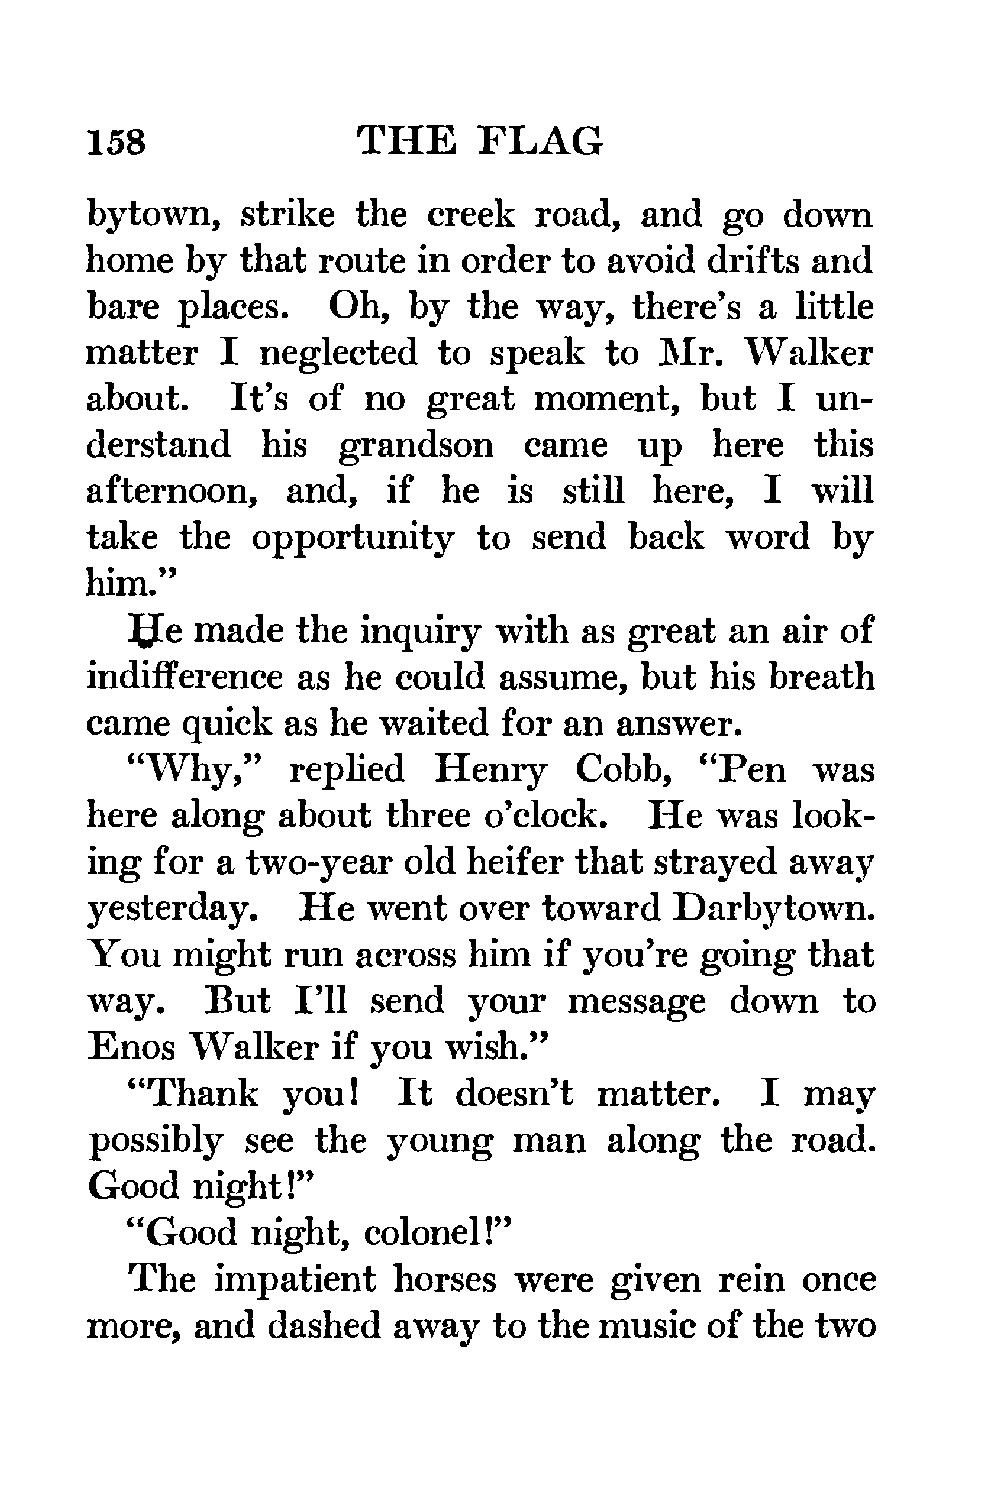 158 THE FLAG
bytown, strike the creek road, and go down
home by that route in order to avoid drifts and
bare places. Oh, by the way, there's a little
matter I neglected to speak to Mr. Walker
about. It's of no great moment, but I un-
derstand his grandson came up here this
afternoon, and, if he is still here, I will
take the opportunity to send back word by
him."
He made the inquiry with as great an air of
indifference as he could assume, but his breath
came quick as he waited for an answer.
"Why," replied Henry Cobb, "Pen was
here along about three o'clock. He was look-
ing for a two-year old heifer that strayed away
yesterday. He went over toward Darbytown.
You might run across him if you're going that
way. But I'll send your message down to
Enos Walker if you wish."
"Thank you! It doesn't matter. I may
possibly see the young man along the road.
Good night!"
"Good night, colonel!"
The impatient horses were given rein once
more, and dashed away to the music of the two